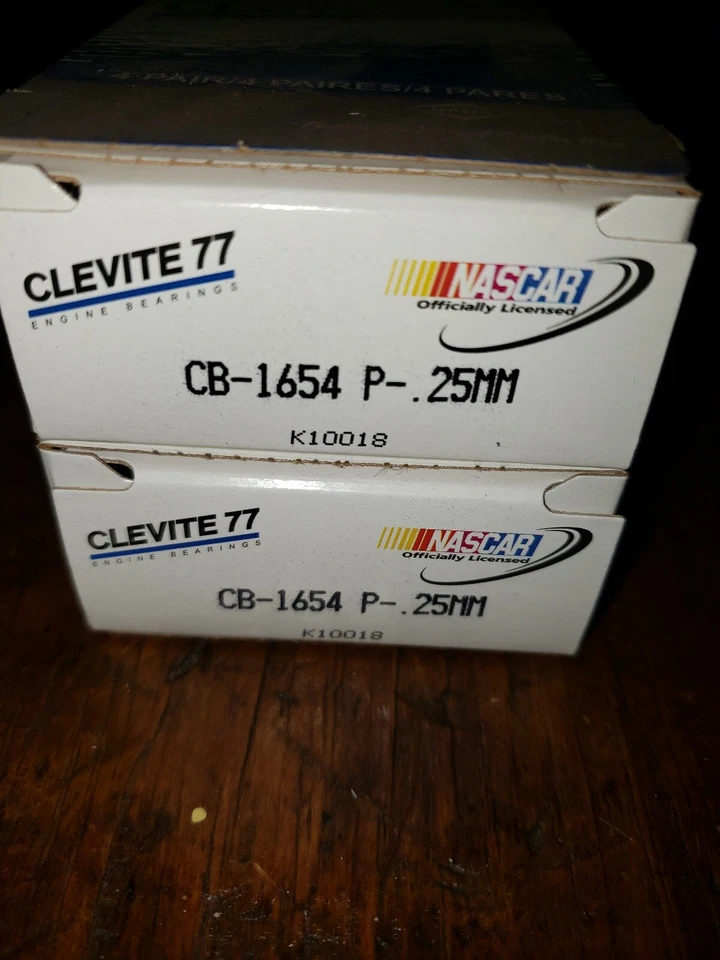 4 PAIR/4 PAIRES/4 PARES
CLEVITE 77
ENGINE BEARINGS
NASCAR
Officially Licensed
CB-1654 P-.25MM
K10018
CLEVITE 77
ENGINE BEARINGS
NASCAR
Officially Licensed
CB-1654 P-.25MM
K10018